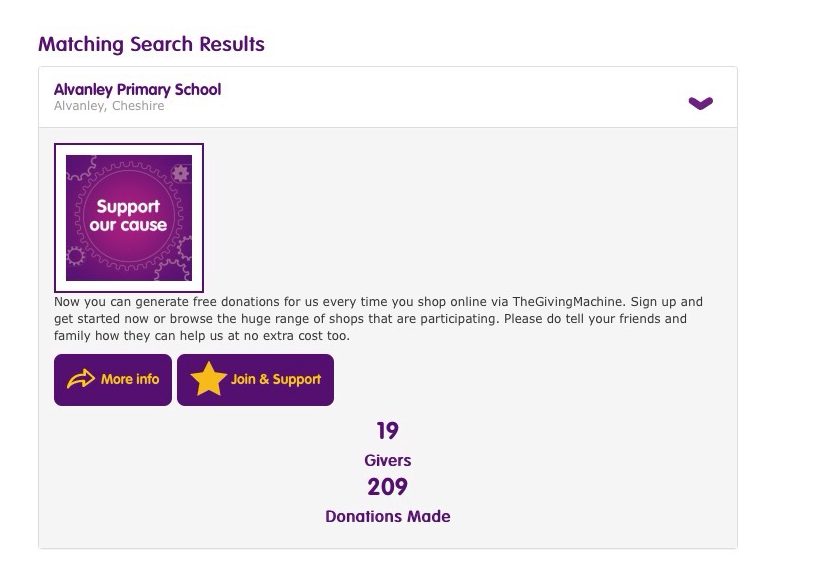 Matching Search Results
Alvanley Primary School
Alvanley, Cheshire
Support
our cause
Now you can generate free donations for us every time you shop online via TheGivingMachine. Sign up and
get started now or browse the huge range of shops that are participating. Please do tell your friends and
family how they can help us at no extra cost too.
More info
Join & Support
19
Givers
209
Donations Made